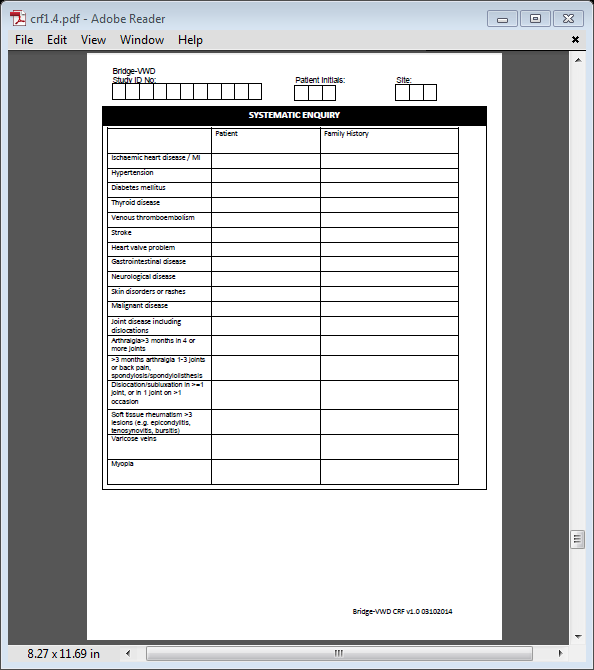 crf1.4.pdf - Adobe Reader
File Edit View Window Help
Bridge-VWD
Study ID No:
Patient Initials:
Site:
SYSTEMATIC ENQUIRY
Patient Family History
Ischaemic heart disease / MI
Hypertension
Diabetes mellitus
Thyroid disease
Venous thromboembolism
Stroke
Heart valve problem
Gastrointestinal disease
Neurological disease
Skin disorders or rashes
Malignant disease
Joint disease including
dislocations
Arthralgia>3 months in 4 or
more joints
>3 months arthralgia 1-3 joints
or back pain,
spondylosis/spondylolisthesis
Dislocation/subluxation in >=1
joint, or in 1 joint on >1
occasion
Soft tissue rheumatism >3
lesions (e.g. epicondylitis,
tenosynovitis, bursitis)
Varicose veins
Myopia
Bridge-VWD CRF v1.0 03102014
8.27 x 11.69 in